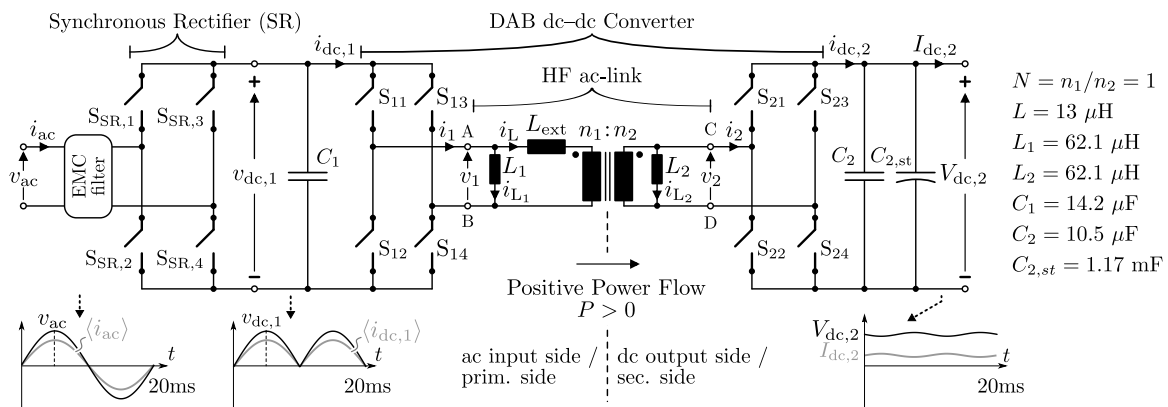 Synchronous Rectifier (SR)
DAB dc–dc Converter
i_dc,1
i_dc,2
I_dc,2
HF ac-link
S_SR,1
S_SR,3
S_11
S_13
S_21
S_23
i_ac
v_ac
EMC filter
+
v_dc,1
C_1
i_1
A
i_L
L_ext
n_1:n_2
v_1
L_1
i_L1
B
L_2
i_L2
C
i_2
v_2
D
C_2
C_2,st
+
V_dc,2
S_SR,2
S_SR,4
S_12
S_14
S_22
S_24
−
−
N = n_1/n_2 = 1
L = 13 μH
L_1 = 62.1 μH
L_2 = 62.1 μH
C_1 = 14.2 μF
C_2 = 10.5 μF
C_2,st = 1.17 mF
Positive Power Flow
P > 0
v_ac
⟨i_ac⟩
t
20ms
v_dc,1
⟨i_dc,1⟩
t
20ms
ac input side /
prim. side
dc output side /
sec. side
V_dc,2
I_dc,2
t
20ms